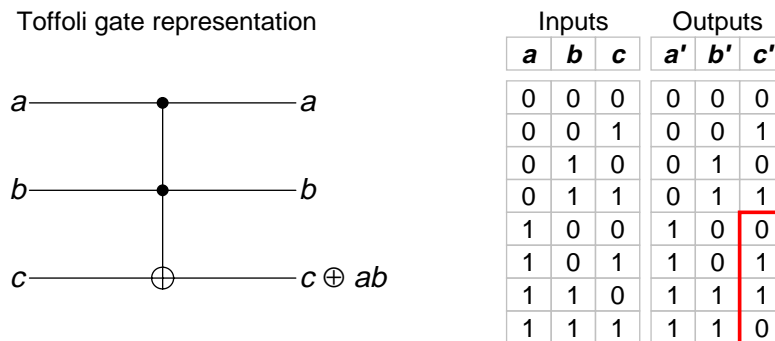 Toffoli gate representation
a a
b b
c c ⊕ ab
Inputs Outputs
a b c a' b' c'
0 0 0 0 0 0
0 0 1 0 0 1
0 1 0 0 1 0
0 1 1 0 1 1
1 0 0 1 0 0
1 0 1 1 0 1
1 1 0 1 1 1
1 1 1 1 1 0